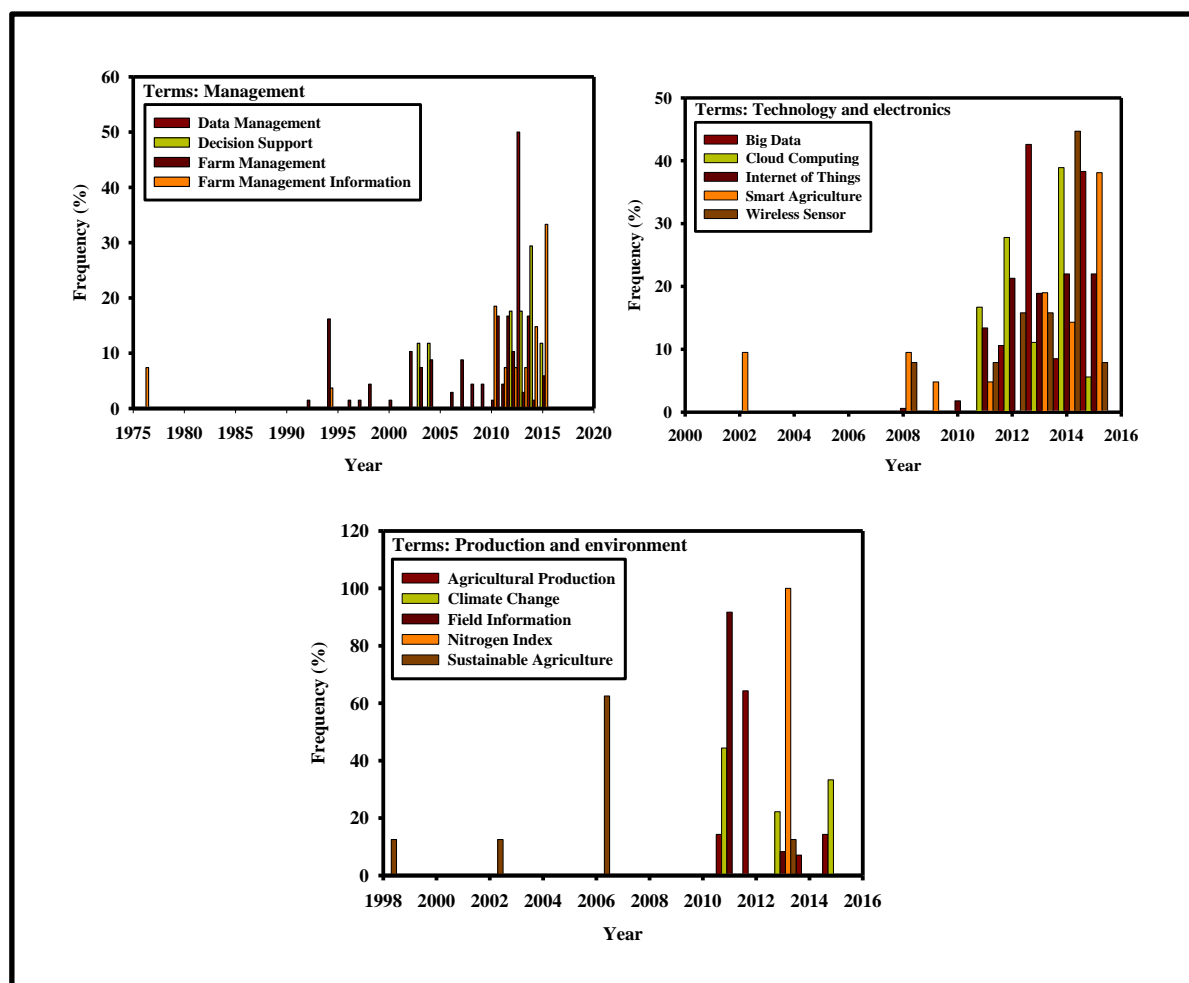 Terms: Management
Data Management
Decision Support
Farm Management
Farm Management Information
Frequency (%)
60
50
40
30
20
10
0
1975 1980 1985 1990 1995 2000 2005 2010 2015 2020
Year
Terms: Technology and electronics
Big Data
Cloud Computing
Internet of Things
Smart Agriculture
Wireless Sensor
Frequency (%)
50
40
30
20
10
0
2000 2002 2004 2006 2008 2010 2012 2014 2016
Year
Terms: Production and environment
Agricultural Production
Climate Change
Field Information
Nitrogen Index
Sustainable Agriculture
Frequency (%)
120
100
80
60
40
20
0
1998 2000 2002 2004 2006 2008 2010 2012 2014 2016
Year